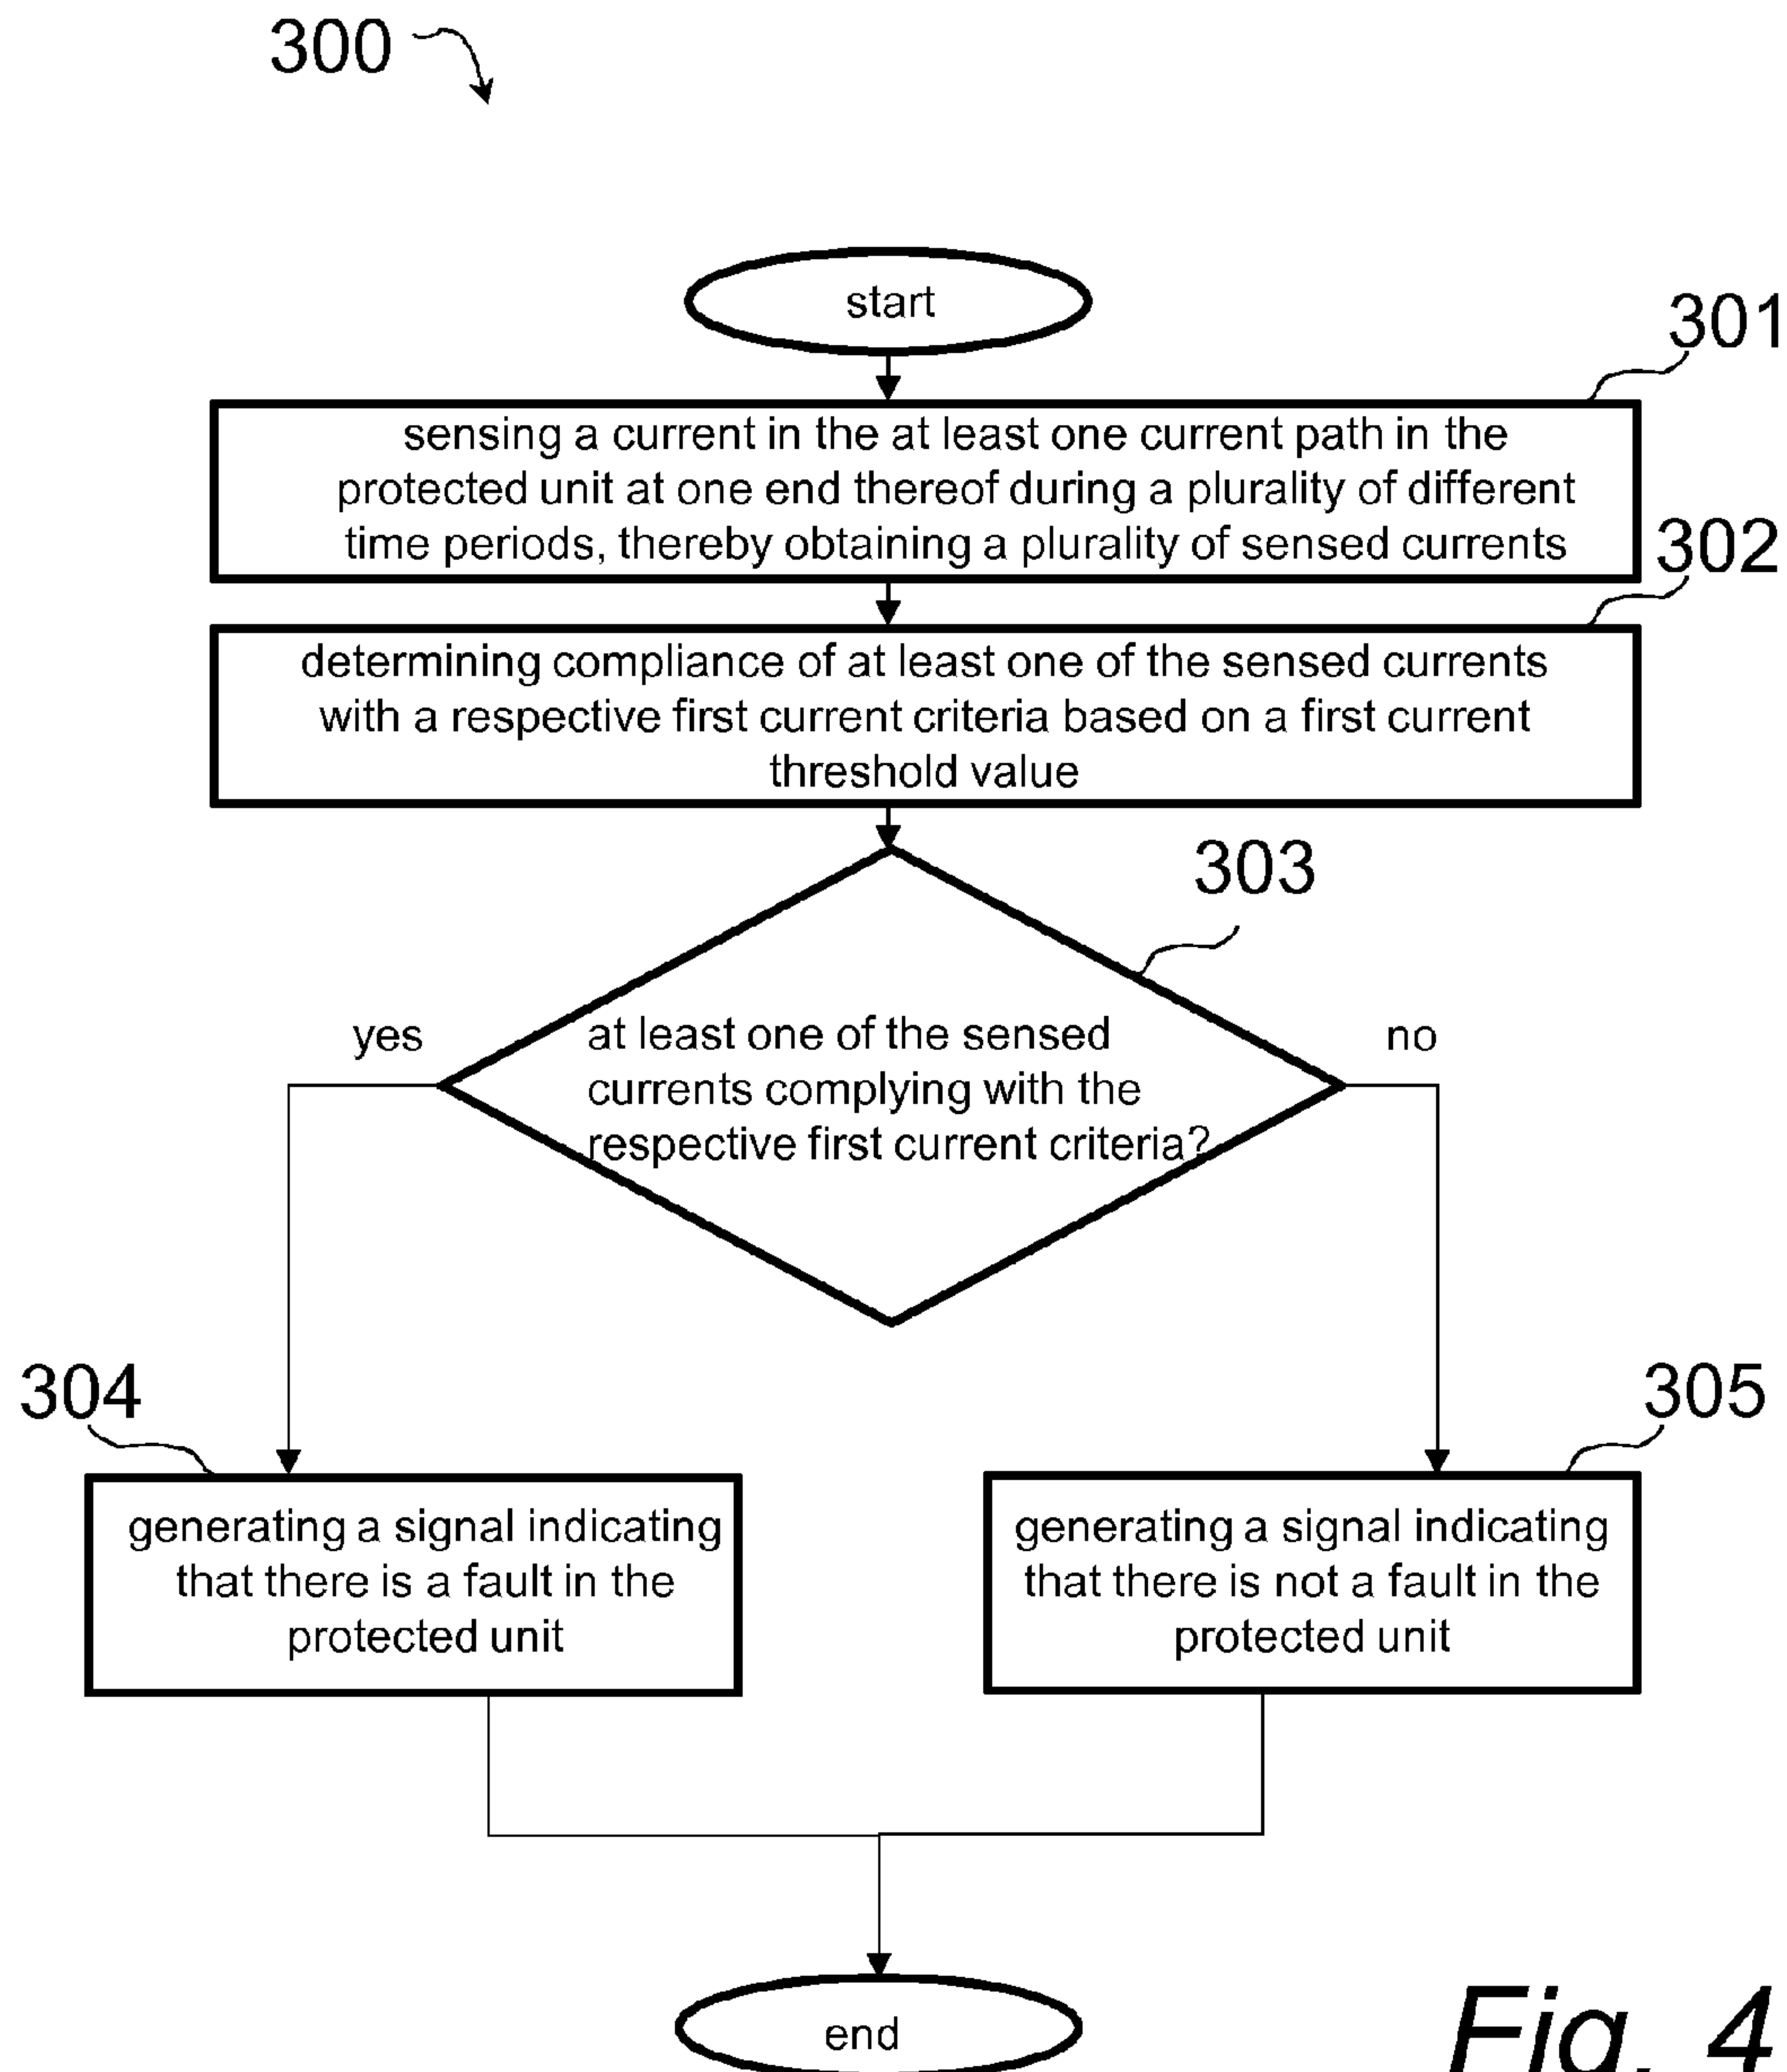 300
start
301
sensing a current in the at least one current path in the
protected unit at one end thereof during a plurality of different
time periods, thereby obtaining a plurality of sensed currents
302
determining compliance of at least one of the sensed currents
with a respective first current criteria based on a first current
threshold value
303
yes
at least one of the sensed
currents complying with the
respective first current criteria?
no
304
305
generating a signal indicating
that there is a fault in the
protected unit
generating a signal indicating
that there is not a fault in the
protected unit
end
Fig. 4